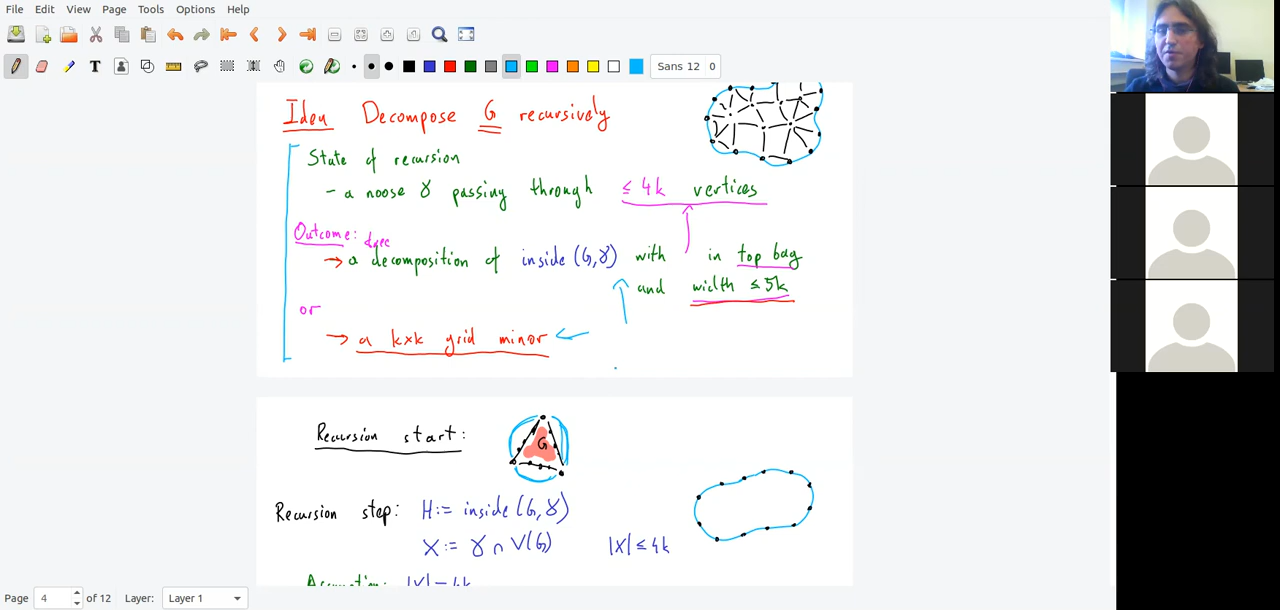 File Edit View Page Tools Options Help
Sans 12 0
Idea Decompose G recursively
State of recursion
- a noose γ passing through ≤ 4k vertices
Outcome: dec
→ a decomposition of inside (G,γ) with in top bag
and width ≤ 5k
or
→ a k×k grid minor ←
Recursion start: G
Recursion step: H := inside (G,γ)
X := γ ∩ V(G) |X| ≤ 4k
Assumption: |X| = 4k
Page 4 of 12 Layer: Layer 1